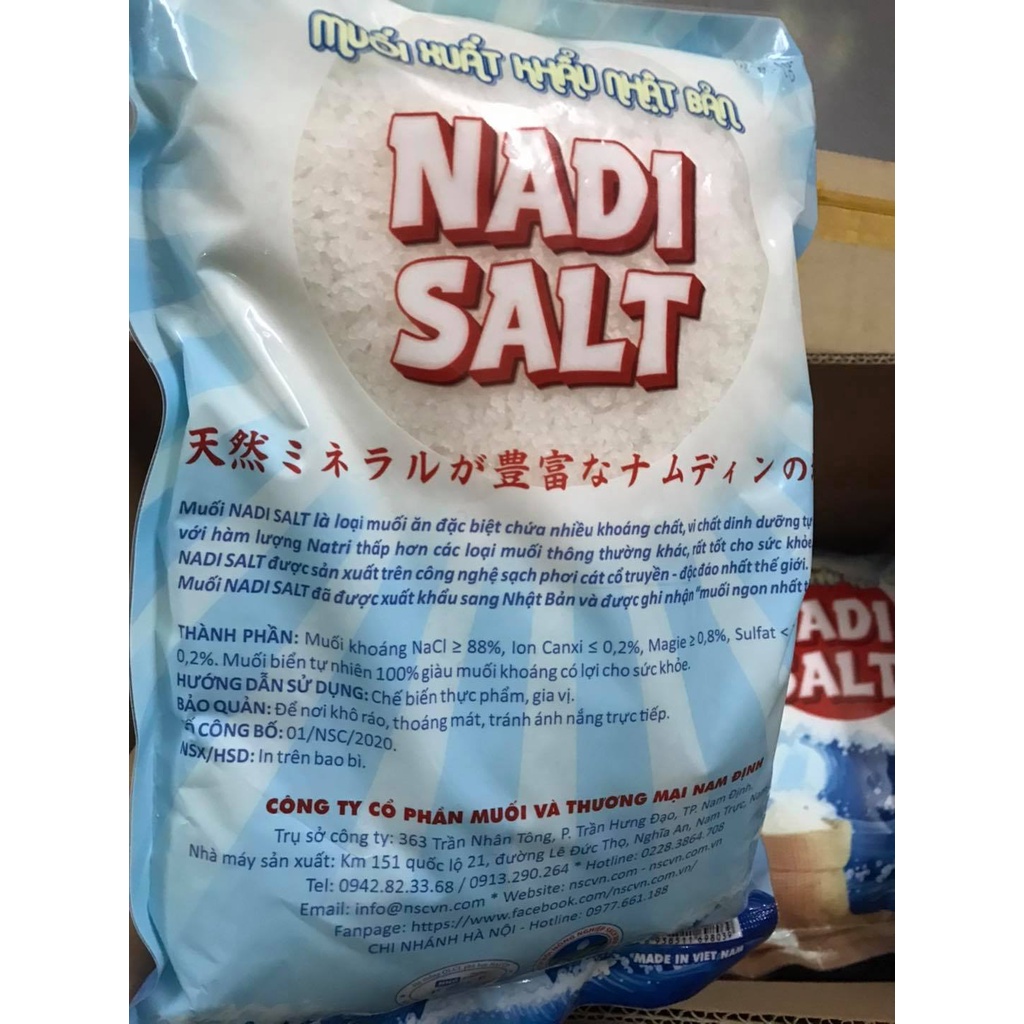 MUỐI XUẤT KHẨU NHẬT BẢN
NADI
SALT
天然ミネラルが豊富なナムディンの
Muối NADI SALT là loại muối ăn đặc biệt chứa nhiều khoáng chất, vi chất dinh dưỡng tự
với hàm lượng Natri thấp hơn các loại muối thông thường khác, rất tốt cho sức khỏe
NADI SALT được sản xuất trên công nghệ sạch phơi cát cổ truyền - độc đáo nhất thế giới.
Muối NADI SALT đã được xuất khẩu sang Nhật Bản và được ghi nhận "muối ngon nhất
THÀNH PHẦN: Muối khoáng NaCl ≥ 88%, Ion Canxi ≤ 0,2%, Magie ≥ 0,8%, Sulfat <
0,2%. Muối biển tự nhiên 100% giàu muối khoáng có lợi cho sức khỏe.
HƯỚNG DẪN SỬ DỤNG: Chế biến thực phẩm, gia vị.
BẢO QUẢN: Để nơi khô ráo, thoáng mát, tránh ánh nắng trực tiếp.
CÔNG BỐ: 01/NSC/2020.
NSX/HSD: In trên bao bì.
CÔNG TY CỔ PHẦN MUỐI VÀ THƯƠNG MẠI NAM ĐỊNH
Trụ sở công ty: 363 Trần Nhân Tông, P. Trần Hưng Đạo, TP. Nam Định.
Nhà máy sản xuất: Km 151 quốc lộ 21, đường Lê Đức Thọ, Nghĩa An, Nam Trực, Nam
Tel: 0942.82.33.68 / 0913.290.264 * Hotline: 0228.3864.708
Email: info@nscvn.com * Website: nscvn.com - nscvn.com.vn
Fanpage: https://www.facebook.com/nscvn.com.vn/
CHI NHÁNH HÀ NỘI - Hotline: 0977.661.188
MADE IN VIET NAM
ADI
SALT